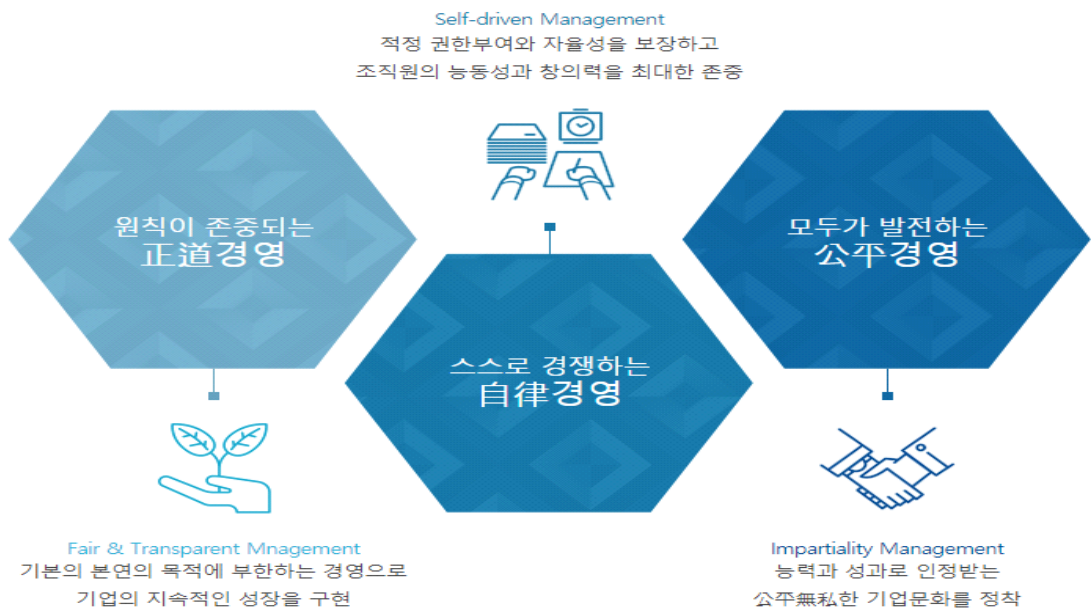 Self-driven Management
적정 권한부여와 자율성을 보장하고
조직원의 능동성과 창의력을 최대한 존중
원칙이 존중되는
正道경영
모두가 발전하는
公平경영
스스로 경쟁하는
自律경영
Fair & Transparent Mnagement
기본의 본연의 목적에 부한하는 경영으로
기업의 지속적인 성장을 구현
Impartiality Management
능력과 성과로 인정받는
公平無私한 기업문화를 정착